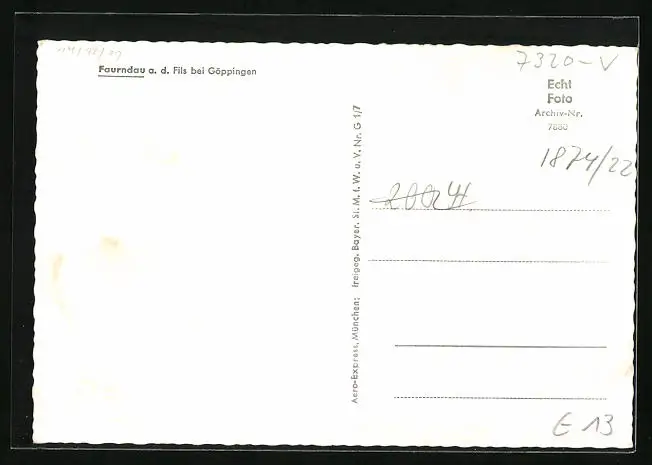 7320-V
Faurndau a. d. Fils bei Göppingen
Echt
Foto
Archiv-Nr.
7880
1874/22
Aero-Express, München; freigeg. Bayer. St. M. f. W. u. V. Nr. G 1/7
E 13